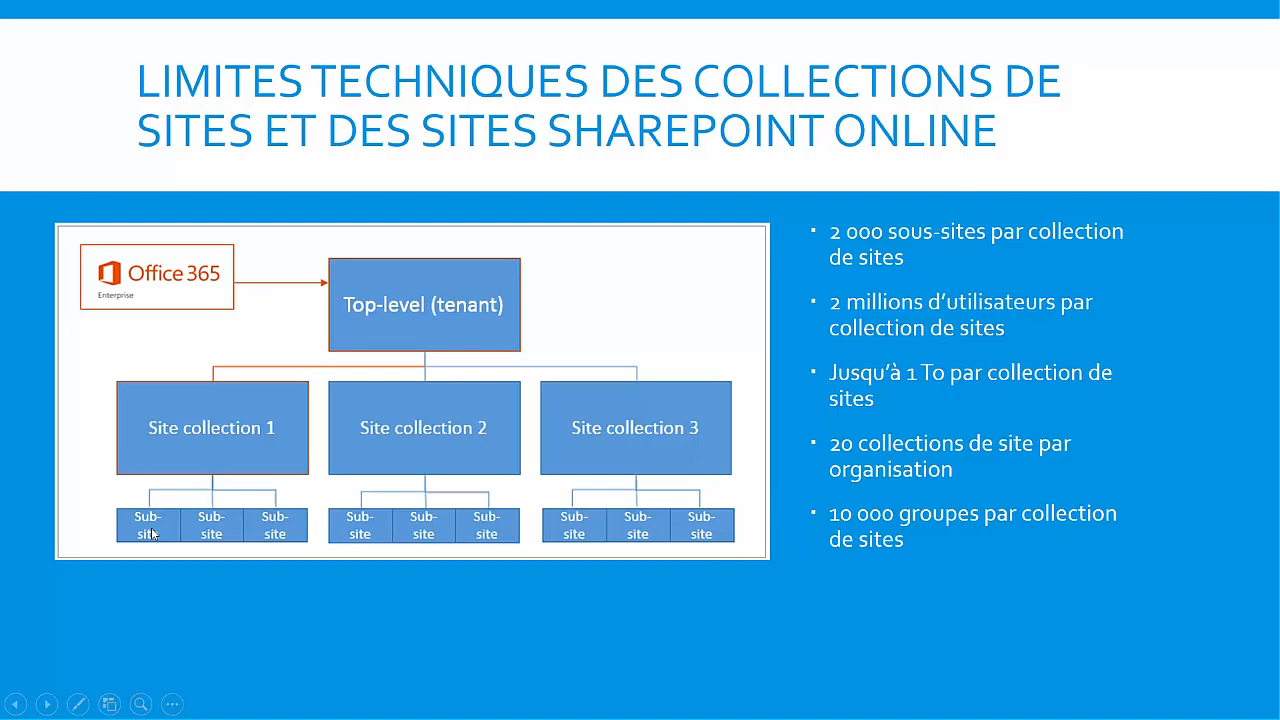 LIMITES TECHNIQUES DES COLLECTIONS DE
SITES ET DES SITES SHAREPOINT ONLINE
Office 365
Enterprise
Top-level (tenant)
Site collection 1
Site collection 2
Site collection 3
Sub-
site
Sub-
site
Sub-
site
Sub-
site
Sub-
site
Sub-
site
Sub-
site
Sub-
site
Sub-
site
▪ 2 000 sous-sites par collection
de sites
▪ 2 millions d’utilisateurs par
collection de sites
▪ Jusqu’à 1 To par collection de
sites
▪ 20 collections de site par
organisation
▪ 10 000 groupes par collection
de sites